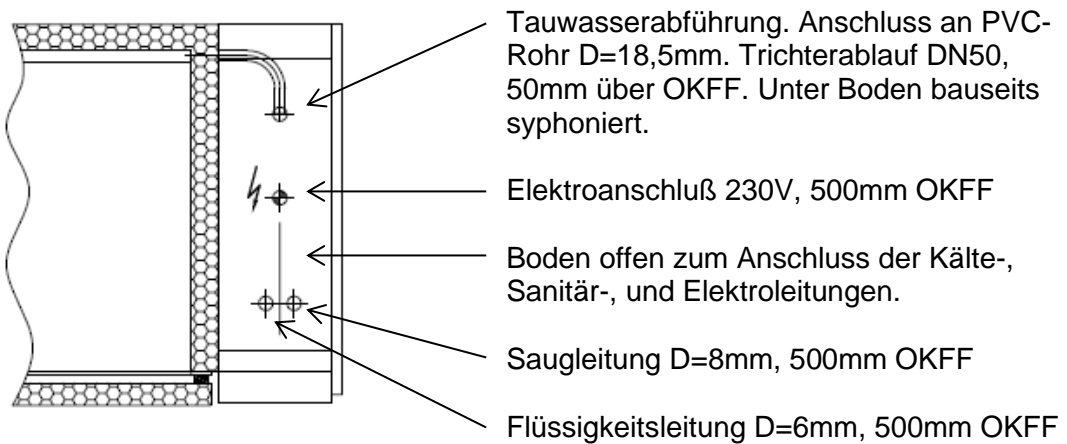 Tauwasserabführung. Anschluss an PVC-
Rohr D=18,5mm. Trichterablauf DN50,
50mm über OKFF. Unter Boden bauseits
syphoniert.
Elektroanschluß 230V, 500mm OKFF
Boden offen zum Anschluss der Kälte-,
Sanitär-, und Elektroleitungen.
Saugleitung D=8mm, 500mm OKFF
Flüssigkeitsleitung D=6mm, 500mm OKFF